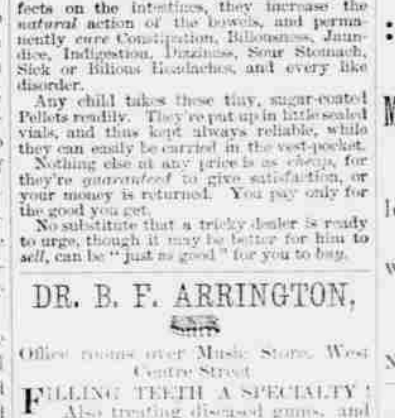 fects on the intestines, they increase the
natural action of the bowels, and perma-
nently cure Constipation, Biliousness, Jaun-
dice, Indigestion, Dizziness, Sour Stomach,
Sick or Bilious Headaches, and every like
disorder.
Any child takes these tiny, sugar-coated
Pellets readily. They're put up in little sealed
vials, and thus kept always reliable, while
they can easily be carried in the vest-pocket.
Nothing else at any price is as cheap, for
they're guaranteed to give satisfaction, or
your money is returned. You pay only for
the good you get.
No substitute that a tricky dealer is ready
to urge, though it may be better for him to
sell, can be "just as good" for you to buy.
DR. B. F. ARRINGTON,
Office rooms over Music Store, West
Centre Street
FILLING TEETH A SPECIALTY!
Also treating diseased gums and